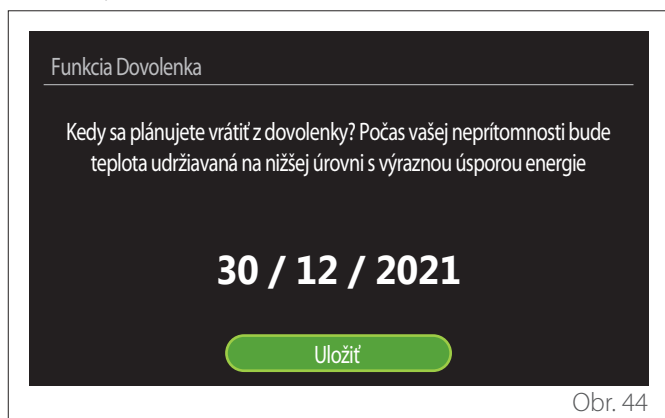 Funkcia Dovolenka
Kedy sa plánujete vrátiť z dovolenky? Počas vašej neprítomnosti bude
teplota udržiavaná na nižšej úrovni s výraznou úsporou energie
30 / 12 / 2021
Uložiť
Obr. 44